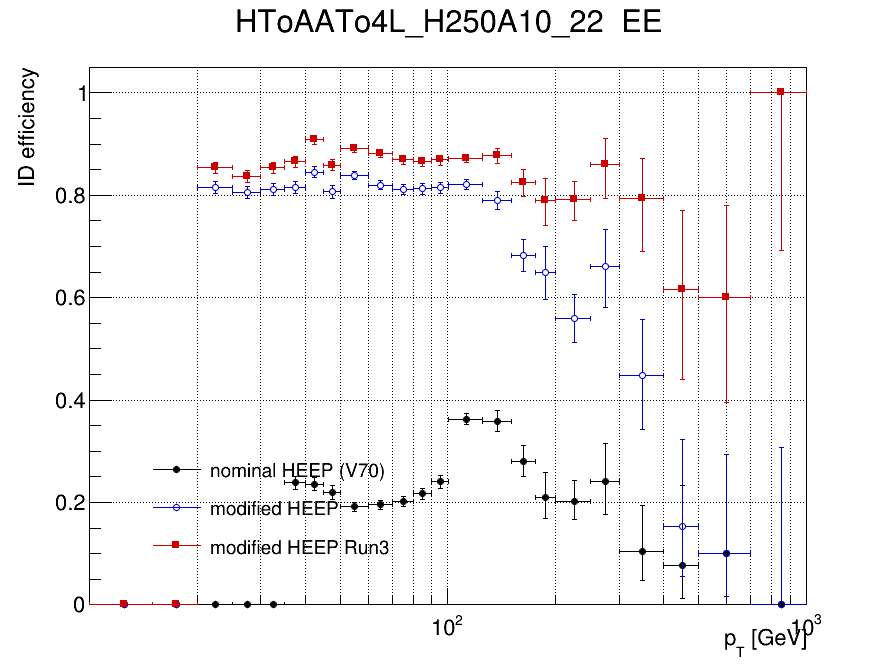 HToAATo4L_H250A10_22 EE
ID efficiency
1
0.8
0.6
0.4
0.2
0
nominal HEEP (V70)
modified HEEP
modified HEEP Run3
10²
10³
p_T [GeV]